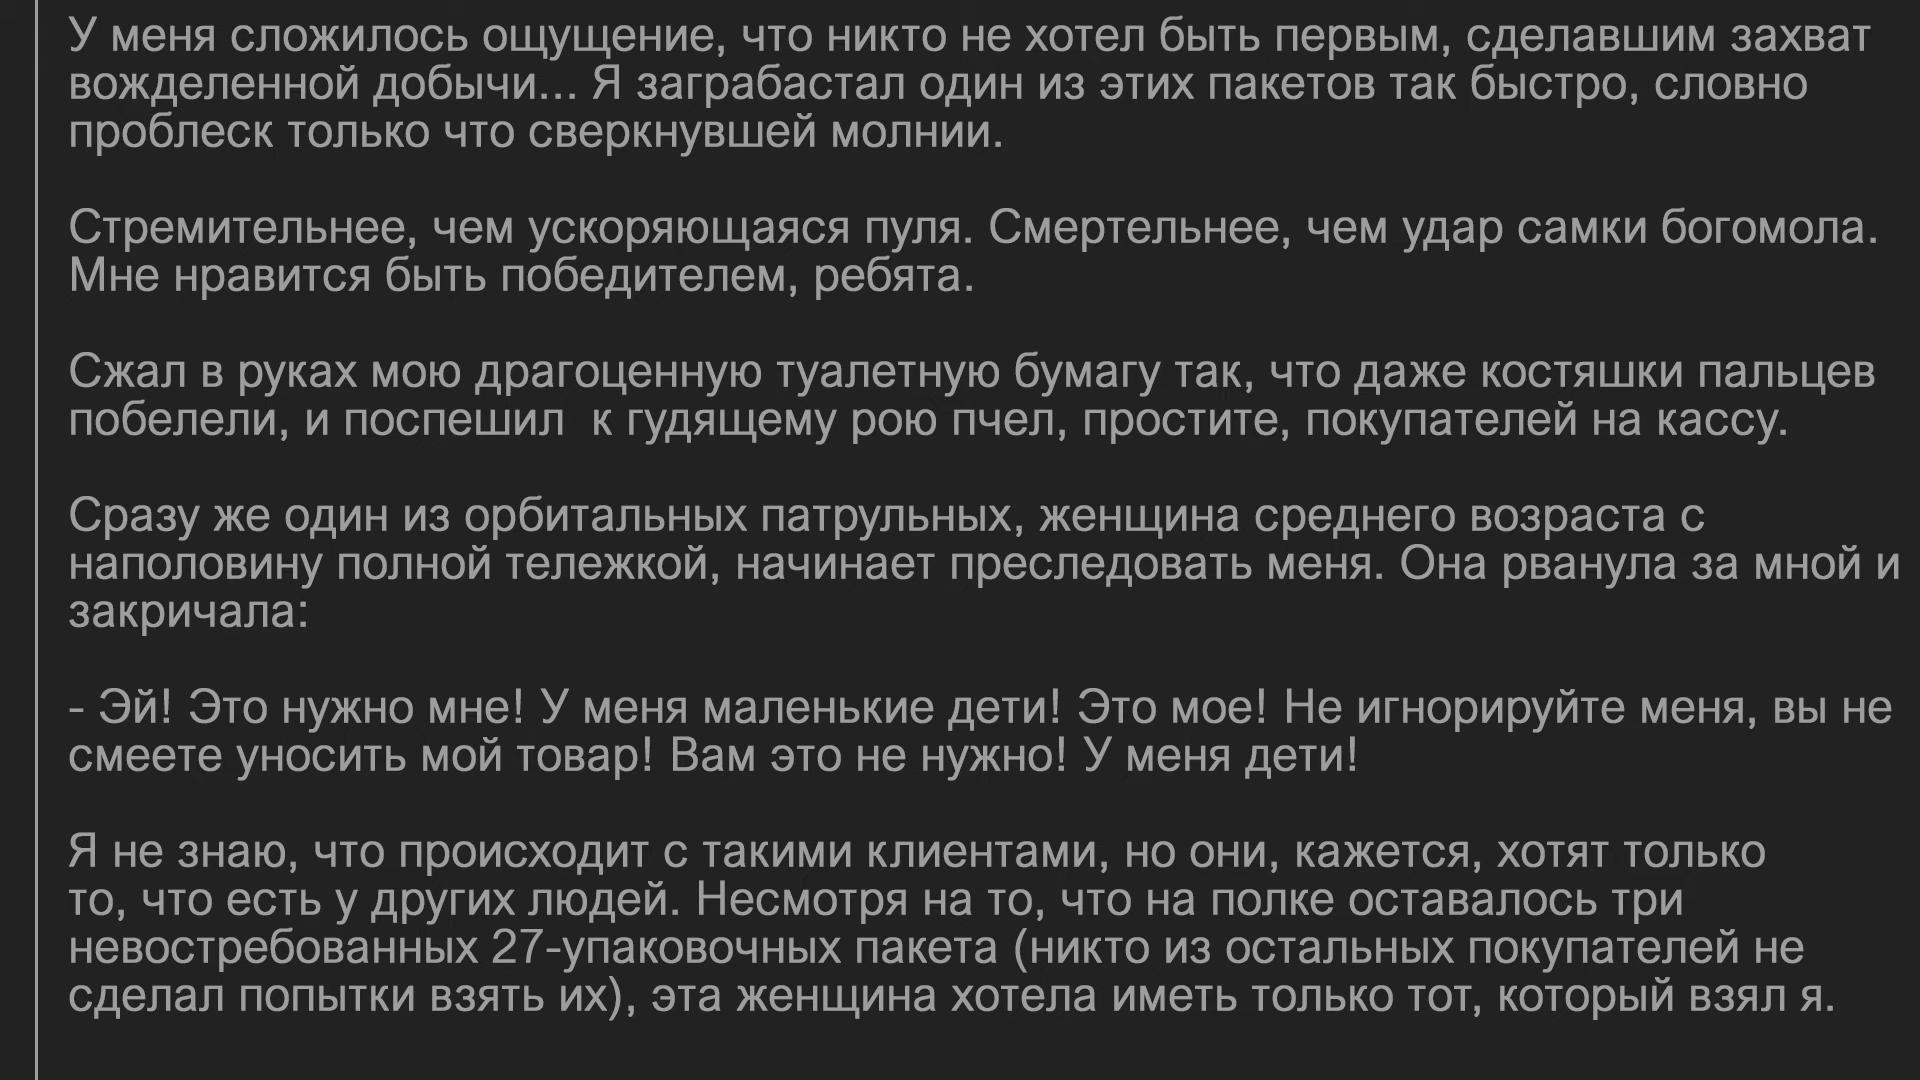 У меня сложилось ощущение, что никто не хотел быть первым, сделавшим захват
вожделенной добычи... Я заграбастал один из этих пакетов так быстро, словно
проблеск только что сверкнувшей молнии.
Стремительнее, чем ускоряющаяся пуля. Смертельнее, чем удар самки богомола.
Мне нравится быть победителем, ребята.
Сжал в руках мою драгоценную туалетную бумагу так, что даже костяшки пальцев
побелели, и поспешил  к гудящему рою пчел, простите, покупателей на кассу.
Сразу же один из орбитальных патрульных, женщина среднего возраста с
наполовину полной тележкой, начинает преследовать меня. Она рванула за мной и
закричала:
- Эй! Это нужно мне! У меня маленькие дети! Это мое! Не игнорируйте меня, вы не
смеете уносить мой товар! Вам это не нужно! У меня дети!
Я не знаю, что происходит с такими клиентами, но они, кажется, хотят только
то, что есть у других людей. Несмотря на то, что на полке оставалось три
невостребованных 27-упаковочных пакета (никто из остальных покупателей не
сделал попытки взять их), эта женщина хотела иметь только тот, который взял я.